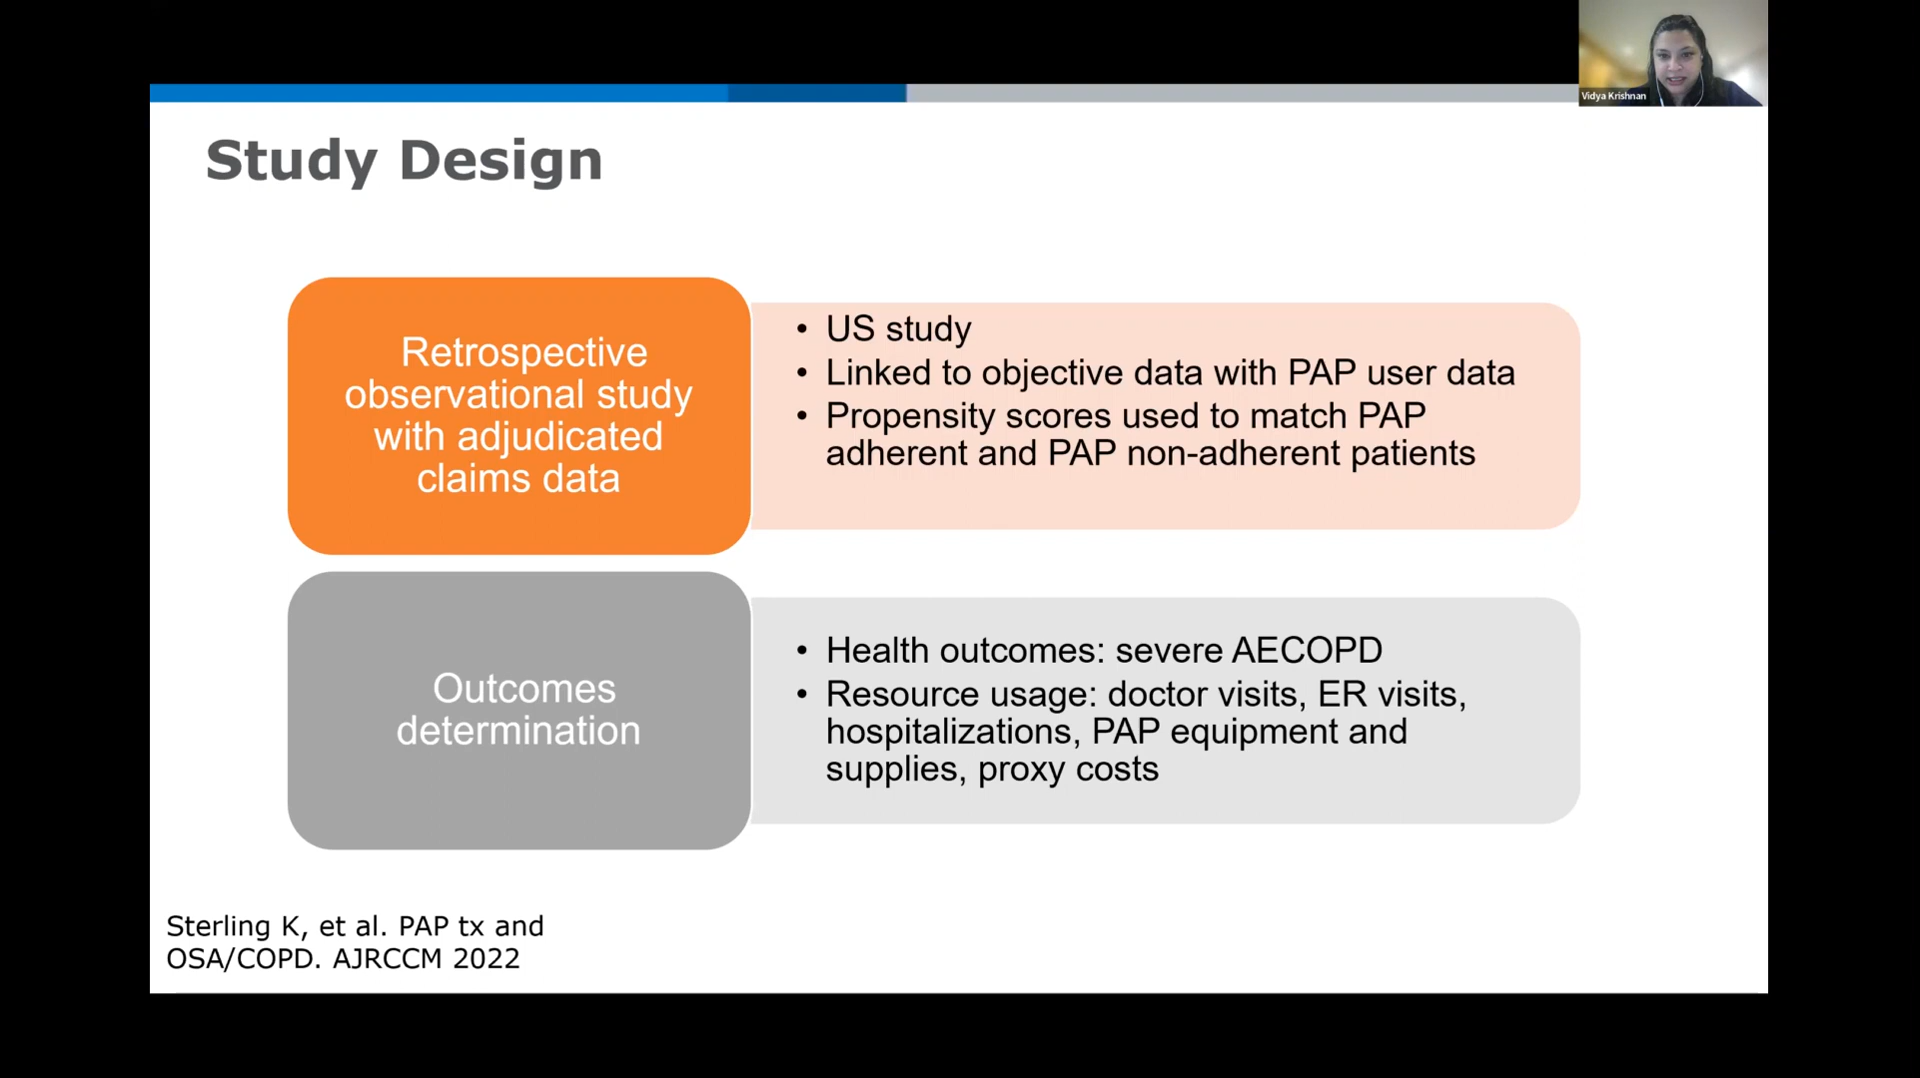 Vidya Krishnan
Study Design
Retrospective
observational study
with adjudicated
claims data
• US study
• Linked to objective data with PAP user data
• Propensity scores used to match PAP
adherent and PAP non-adherent patients
Outcomes
determination
• Health outcomes: severe AECOPD
• Resource usage: doctor visits, ER visits,
hospitalizations, PAP equipment and
supplies, proxy costs
Sterling K, et al. PAP tx and
OSA/COPD. AJRCCM 2022